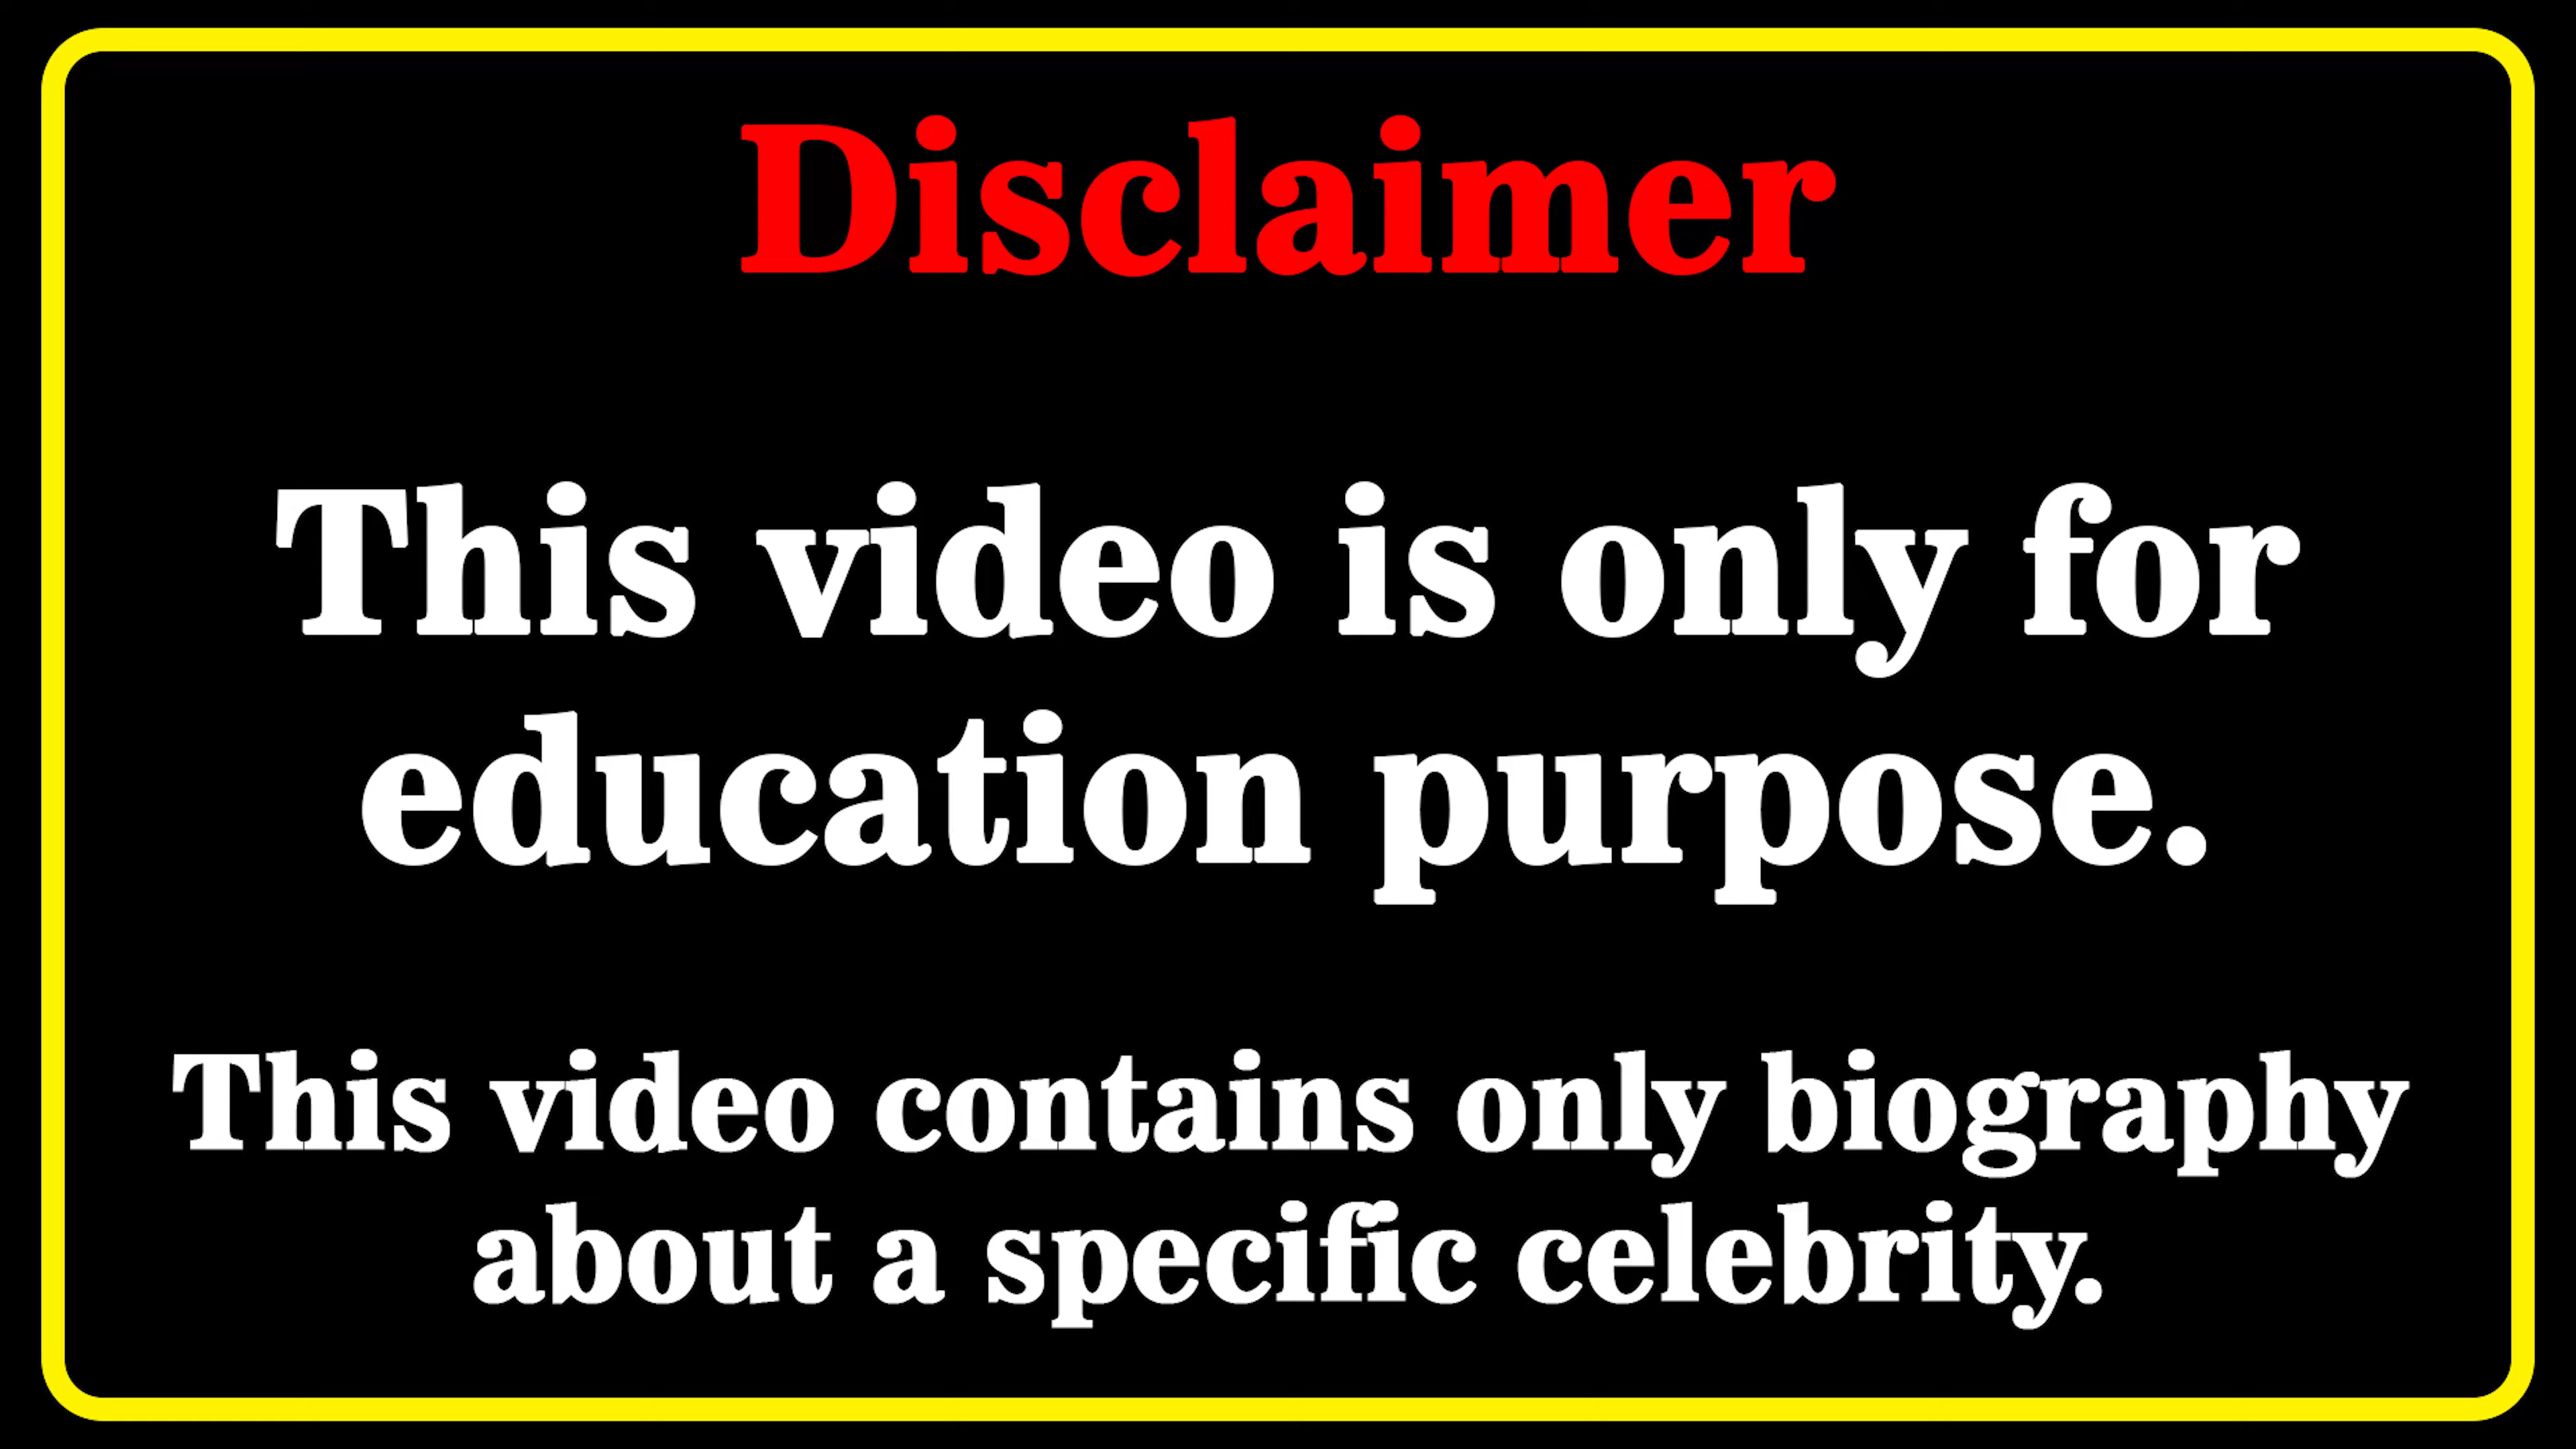 Disclaimer
This video is only for
education purpose.
This video contains only biography
about a specific celebrity.